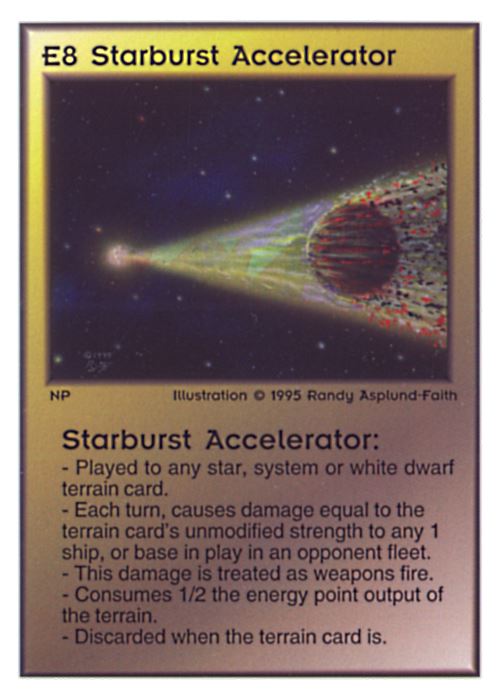 E8 Starburst Accelerator
NP
Illustration © 1995 Randy Asplund-Faith
Starburst Accelerator:
- Played to any star, system or white dwarf
terrain card.
- Each turn, causes damage equal to the
terrain card's unmodified strength to any 1
ship, or base in play in an opponent fleet.
- This damage is treated as weapons fire.
- Consumes 1/2 the energy point output of
the terrain.
- Discarded when the terrain card is.